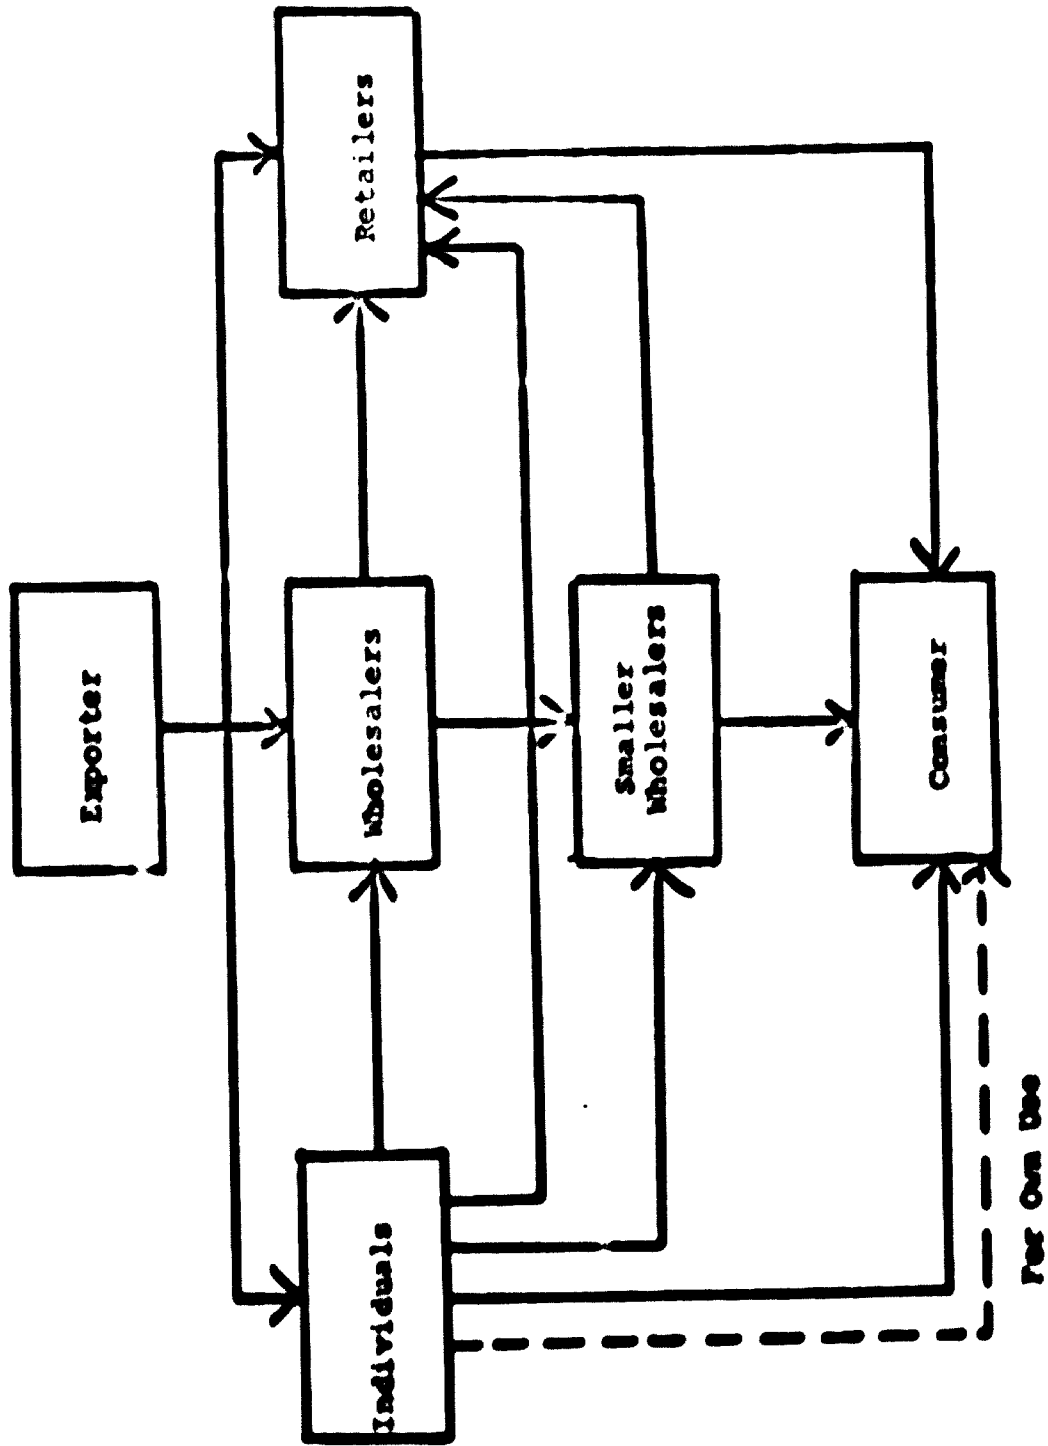 Exporter
Individuals
Wholesalers
Retailers
Smaller
Wholesalers
Consumer
For Own Use